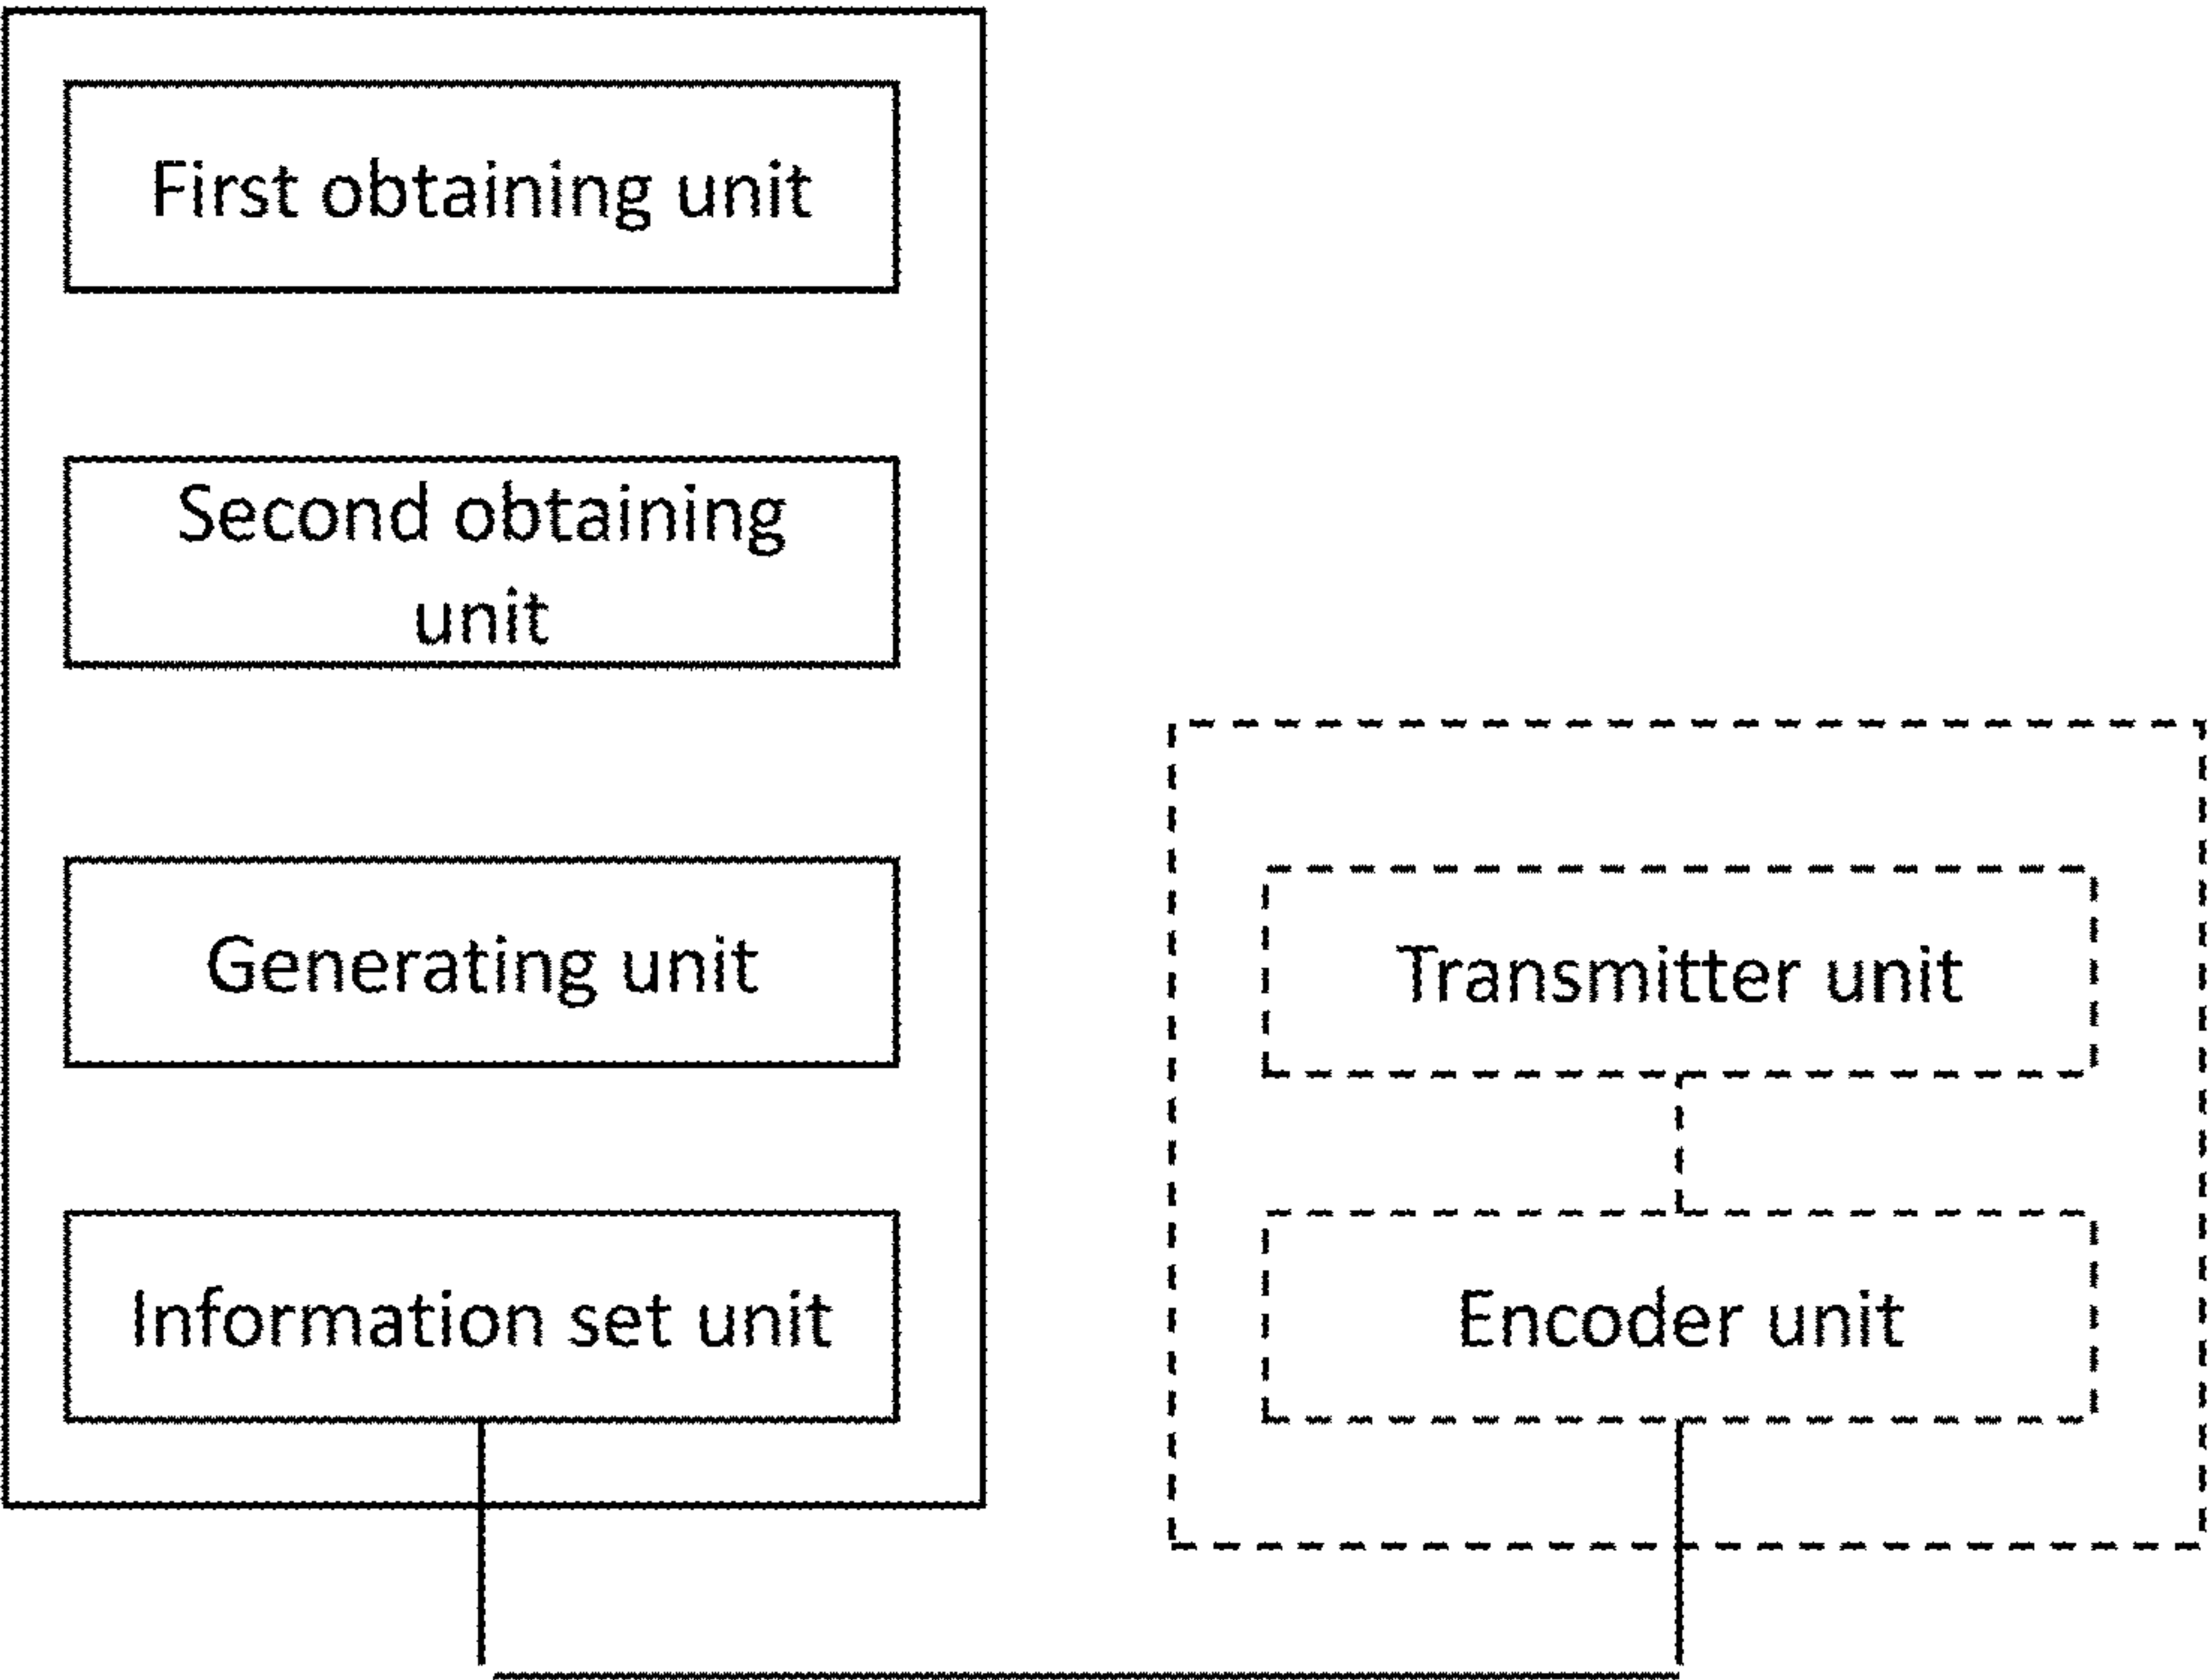 First obtaining unit
Second obtaining
unit
Generating unit
Information set unit
Transmitter unit
Encoder unit